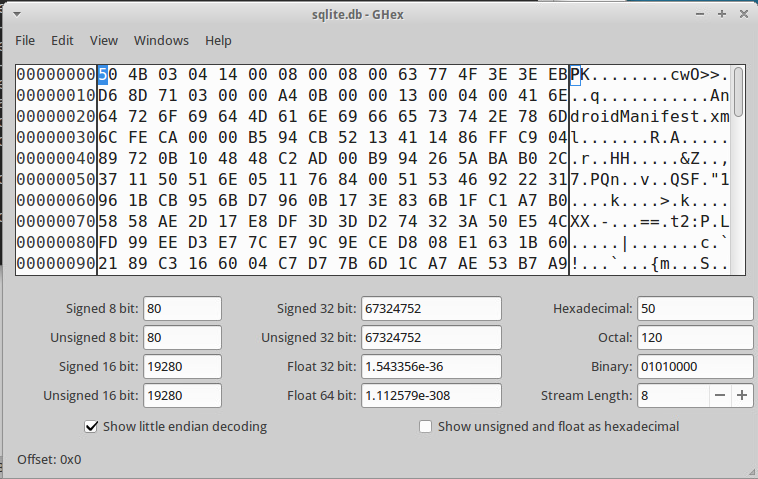 sqlite.db - GHex
File Edit View Windows Help
00000000 50 4B 03 04 14 00 08 00 08 00 63 77 4F 3E 3E EB PK........cwO>>.
00000010 D6 8D 71 03 00 00 A4 0B 00 00 13 00 04 00 41 6E ..q...........An
00000020 64 72 6F 69 64 4D 61 6E 69 66 65 73 74 2E 78 6D droidManifest.xm
00000030 6C FE CA 00 00 B5 94 CB 52 13 41 14 86 FF C9 04 l.......R.A.....
00000040 89 72 0B 10 48 48 C2 AD 00 B9 94 26 5A BA B0 2C .r..HH.....&Z..,
00000050 37 11 50 51 6E 05 11 76 84 00 51 53 46 92 22 31 7.PQn..v..QSF."1
00000060 96 1B CB 95 6B D7 96 0B 17 3E 83 6B 1F C1 A7 B0 ....k....>.k....
00000070 58 58 AE 2D 17 E8 DF 3D 3D D2 74 32 3A 50 E5 4C XX.-...==.t2:P.L
00000080 FD 99 EE D3 E7 7C E7 9C 9E CE D8 08 E1 63 1B 60 .....|.......c.`
00000090 21 89 C3 16 60 04 C7 D7 7B 6D 1C A7 AE 53 B7 A9 !...`...{m...S..
Signed 8 bit: 80 Signed 32 bit: 67324752 Hexadecimal: 50
Unsigned 8 bit: 80 Unsigned 32 bit: 67324752 Octal: 120
Signed 16 bit: 19280 Float 32 bit: 1.543356e-36 Binary: 01010000
Unsigned 16 bit: 19280 Float 64 bit: 1.112579e-308 Stream Length: 8
Show little endian decoding Show unsigned and float as hexadecimal
Offset: 0x0